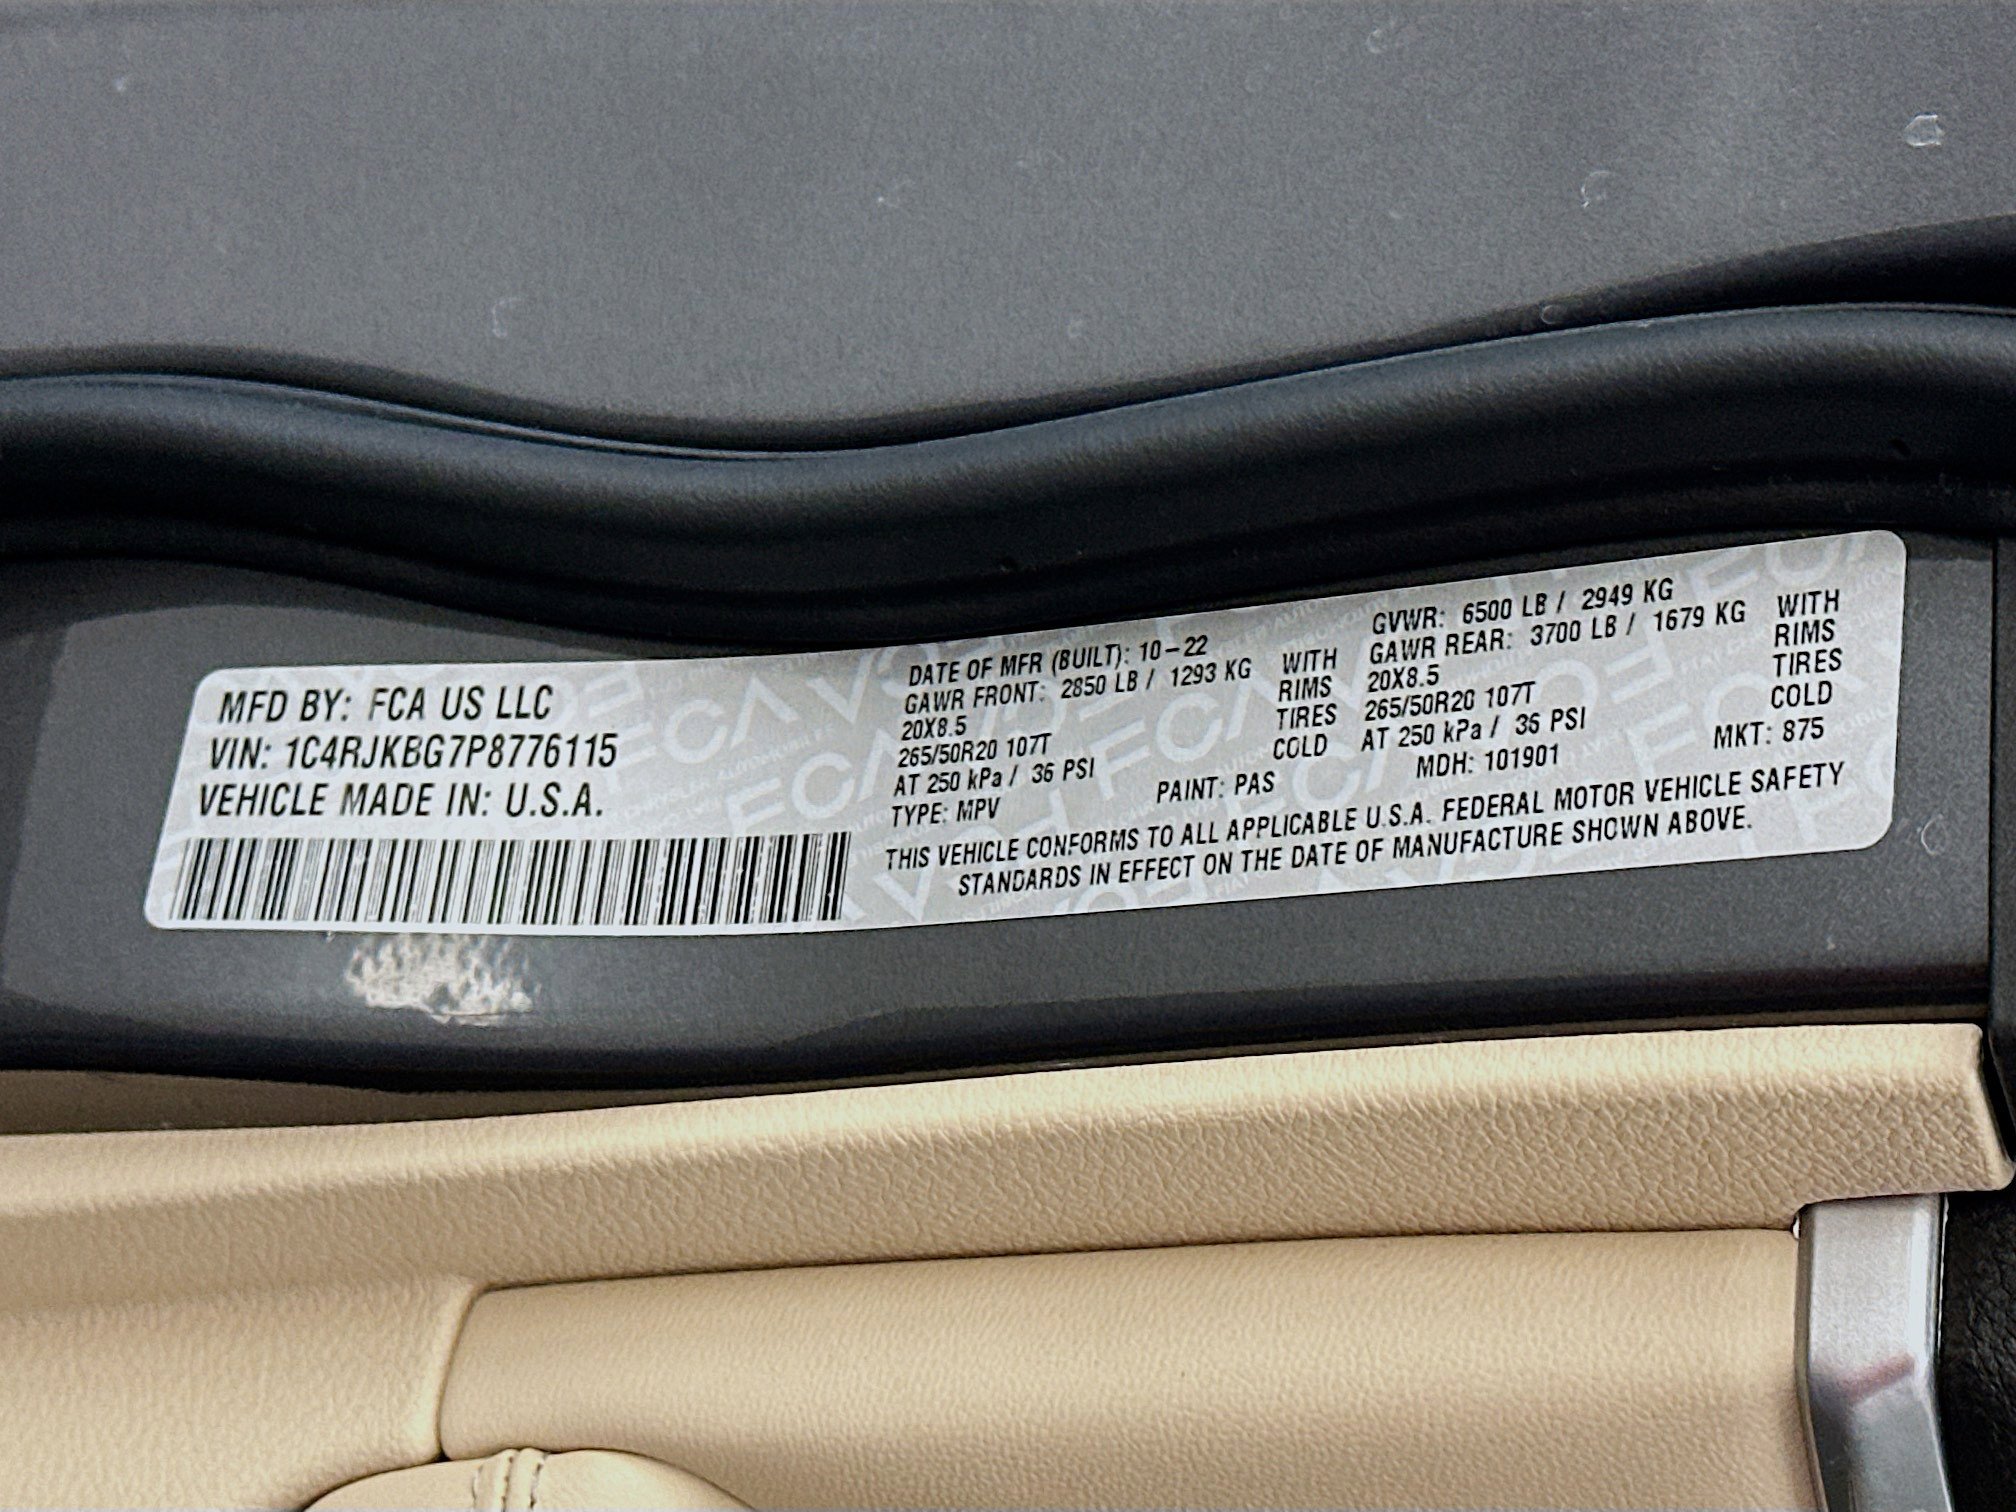 MFD BY: FCA US LLC
VIN: 1C4RJKBG7P8776115
VEHICLE MADE IN: U.S.A.
DATE OF MFR (BUILT): 10-22
GAWR FRONT: 2850 LB / 1293 KG WITH
20X8.5 RIMS
265/50R20 107T TIRES
AT 250 kPa / 36 PSI COLD
GVWR: 6500 LB / 2949 KG
GAWR REAR: 3700 LB / 1679 KG WITH
20X8.5 RIMS
265/50R20 107T TIRES
AT 250 kPa / 36 PSI COLD
TYPE: MPV PAINT: PAS MDH: 101901 MKT: 875
THIS VEHICLE CONFORMS TO ALL APPLICABLE U.S.A. FEDERAL MOTOR VEHICLE SAFETY
STANDARDS IN EFFECT ON THE DATE OF MANUFACTURE SHOWN ABOVE.